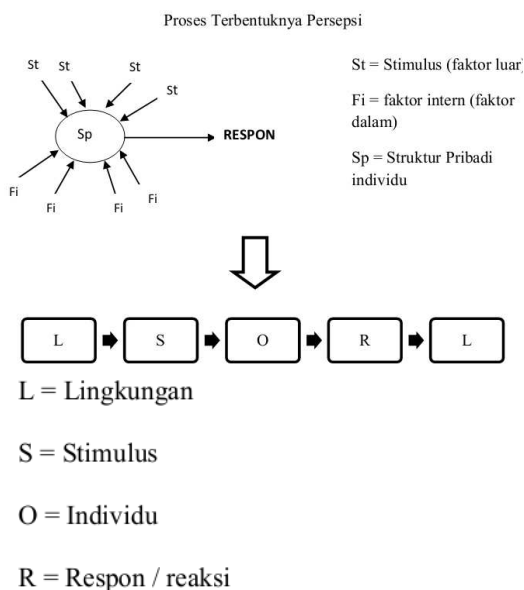 Proses Terbentuknya Persepsi
St St St
St
Sp
RESPON
Fi
Fi
Fi
Fi
St = Stimulus (faktor luar)
Fi = faktor intern (faktor
dalam)
Sp = Struktur Pribadi
individu
L S O R L
L = Lingkungan
S = Stimulus
O = Individu
R = Respon / reaksi